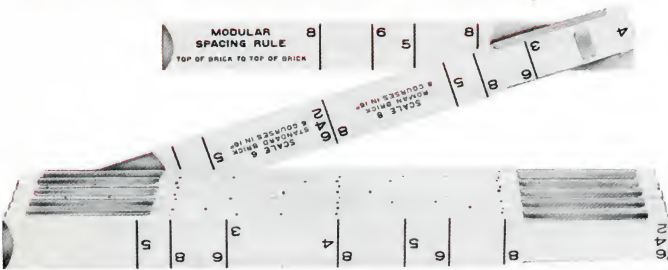 MODULAR
SPACING RULE
TOP OF BRICK TO TOP OF BRICK
8 6 5 8
4
3
6
8
5
SCALE 8
ROMAN BRICK
8 COURSES IN 16"
8
2 4 6
SCALE 6
STANDARD BRICK
6 COURSES IN 16"
5
5 8 6 3 4 8 5 6 8 2 4 6